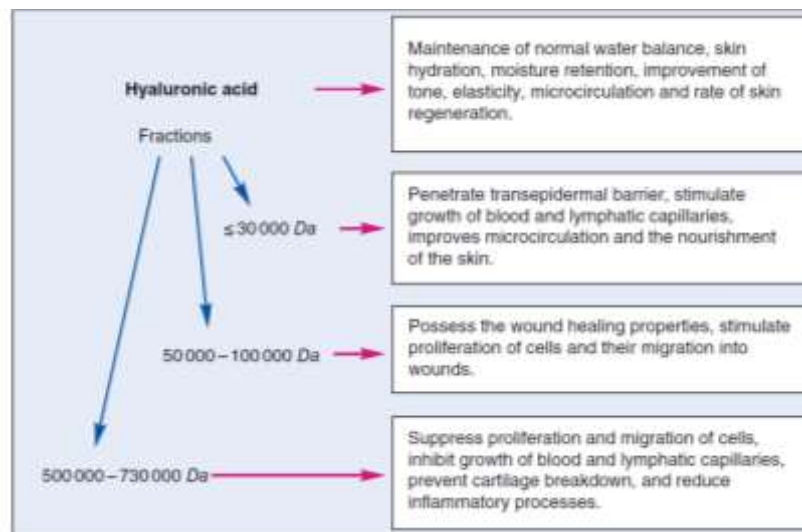 Hyaluronic acid
Maintenance of normal water balance, skin
hydration, moisture retention, improvement of
tone, elasticity, microcirculation and rate of skin
regeneration.
Fractions
≤ 30 000 Da
Penetrate transepidermal barrier, stimulate
growth of blood and lymphatic capillaries,
improves microcirculation and the nourishment
of the skin.
50 000 – 100 000 Da
Possess the wound healing properties, stimulate
proliferation of cells and their migration into
wounds.
500 000 – 730 000 Da
Suppress proliferation and migration of cells,
inhibit growth of blood and lymphatic capillaries,
prevent cartilage breakdown, and reduce
inflammatory processes.